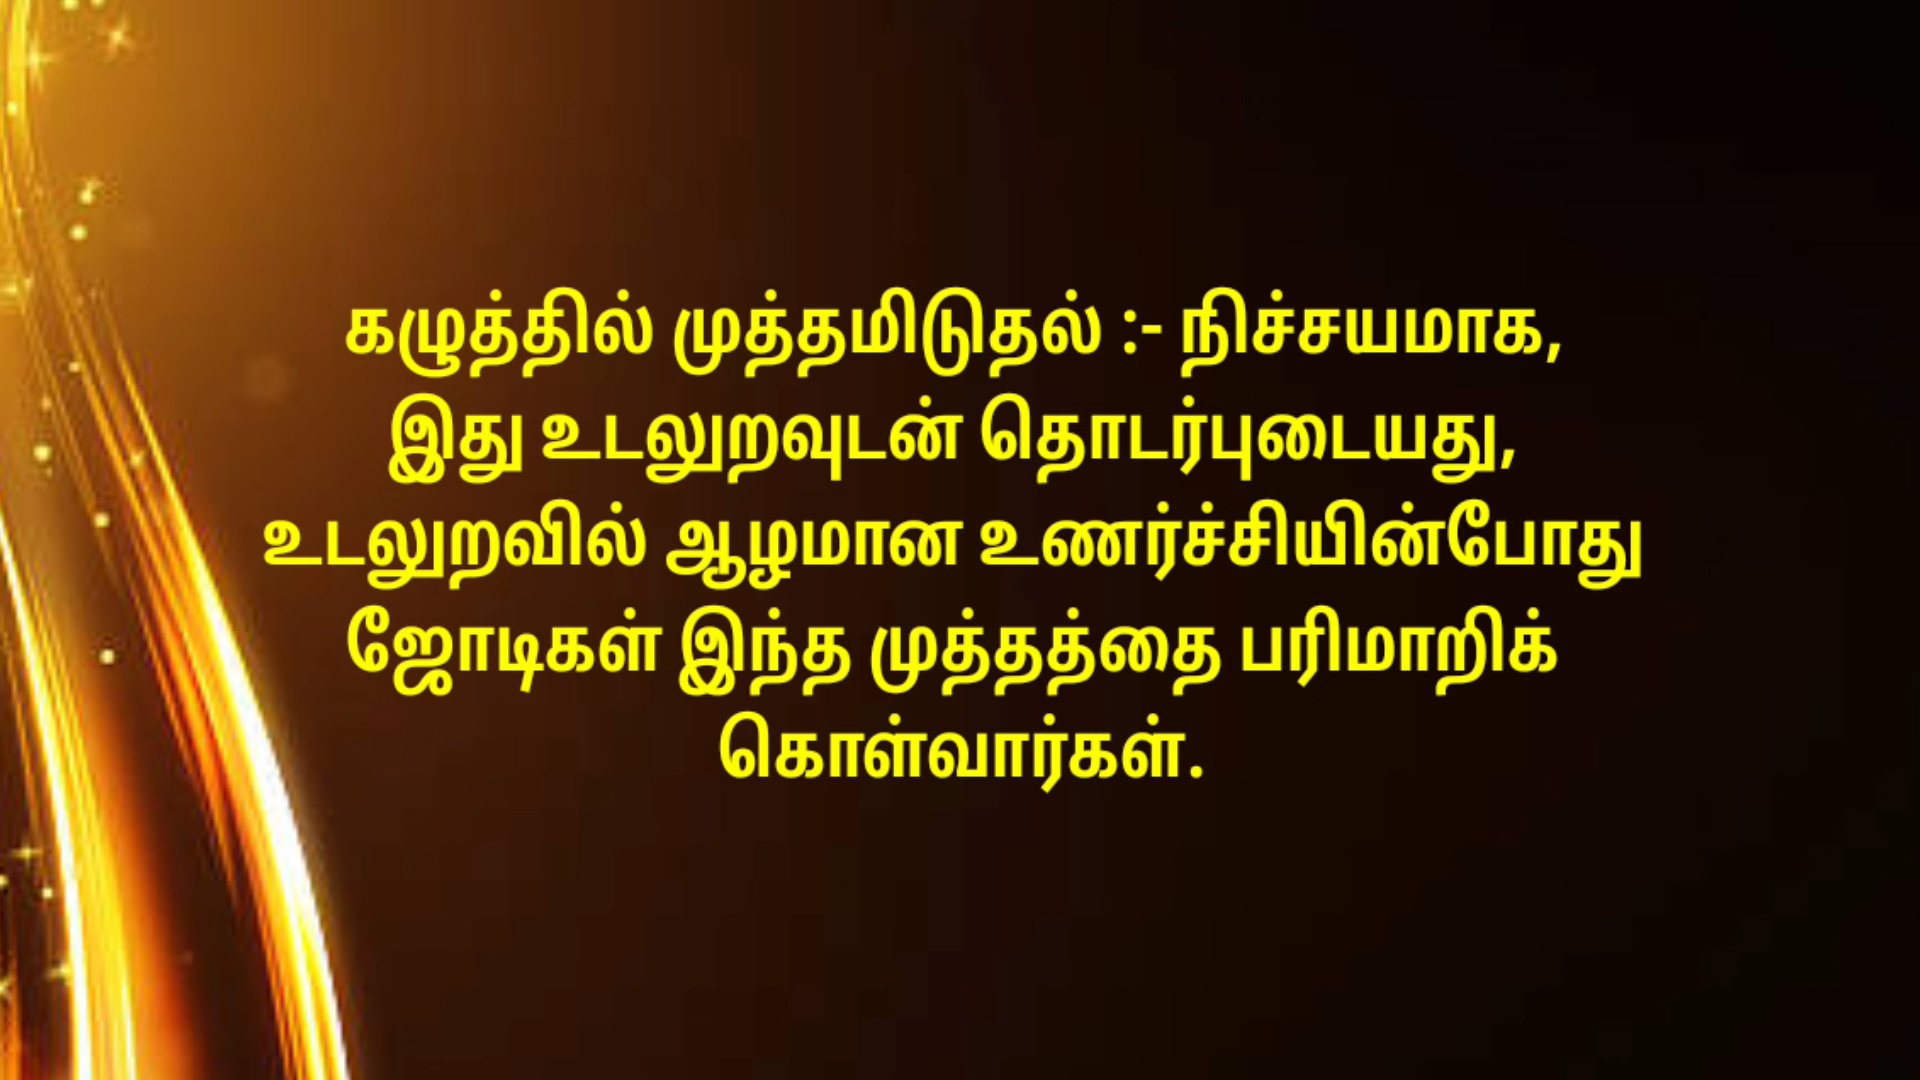 கழுத்தில் முத்தமிடுதல் :- நிச்சயமாக,
இது உடலுறவுடன் தொடர்புடையது,
உடலுறவில் ஆழமான உணர்ச்சியின்போது
ஜோடிகள் இந்த முத்தத்தை பரிமாறிக்
கொள்வார்கள்.